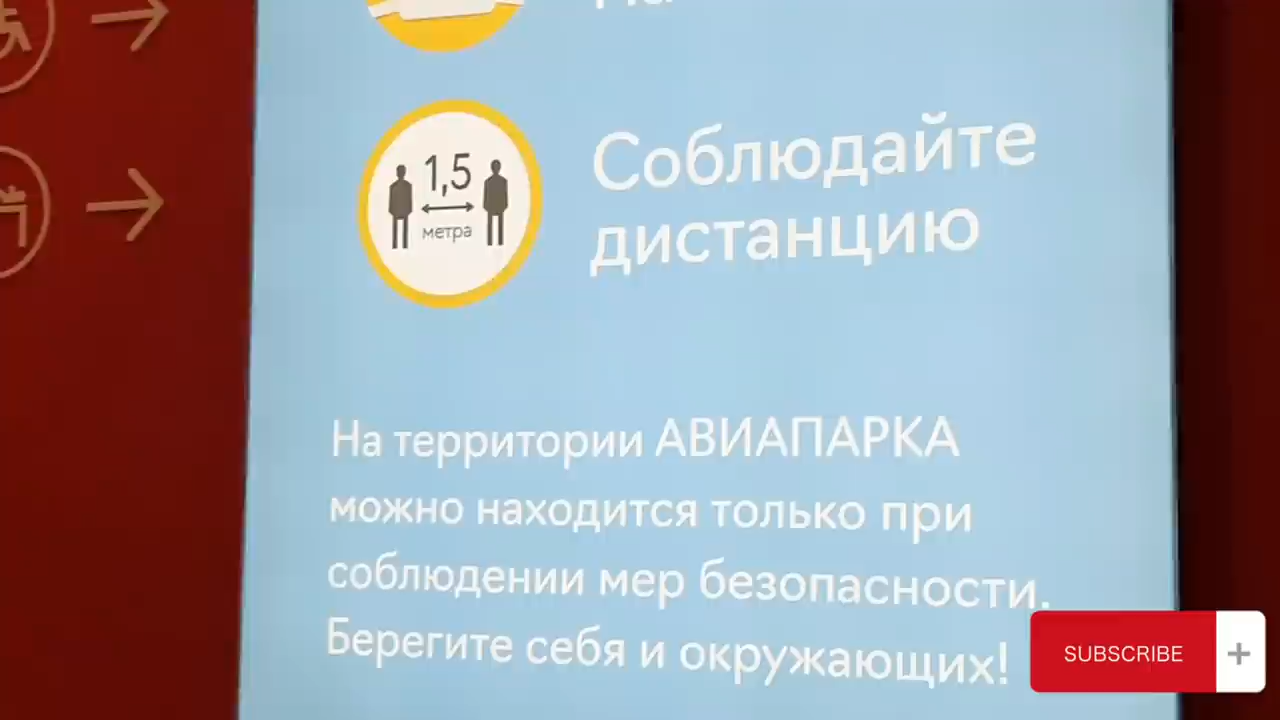 1,5
метра
Соблюдайте
дистанцию
На территории АВИАПАРКА
можно находится только при
соблюдении мер безопасности.
Берегите себя и окружающих!
SUBSCRIBE